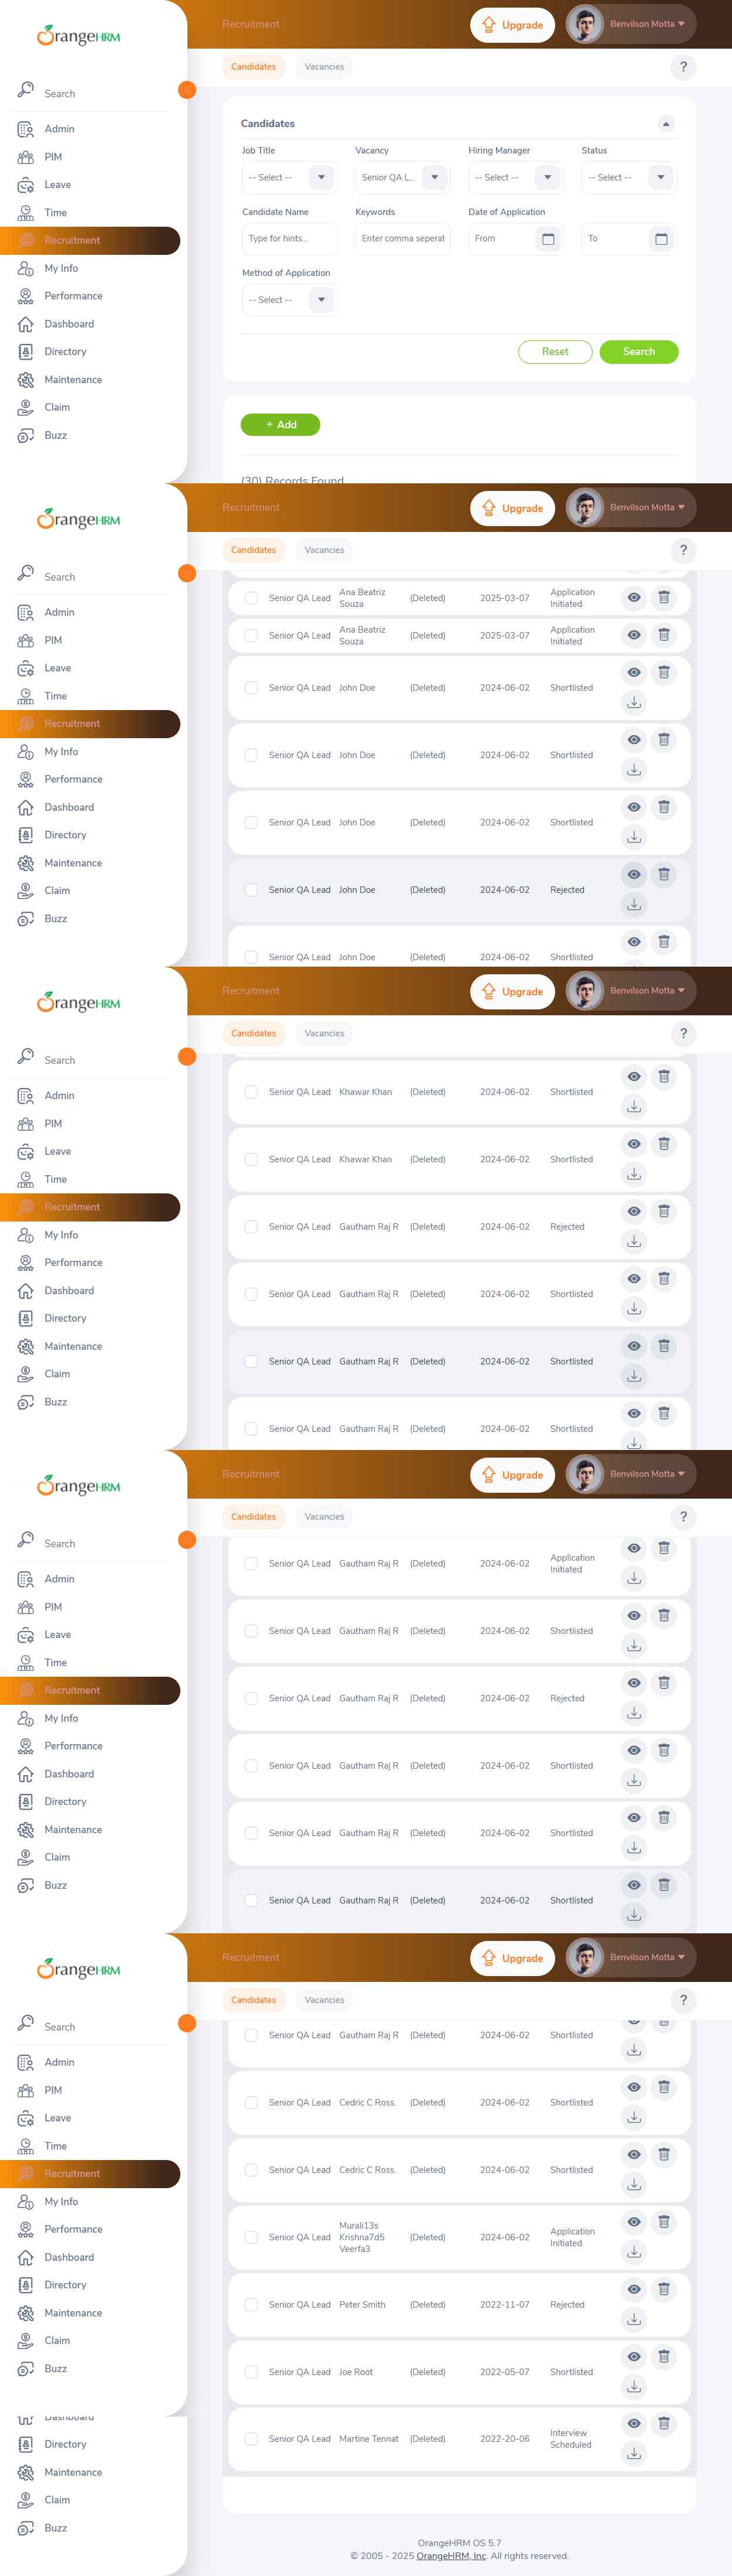 Recruitment
Upgrade
Benvilson Motta
OrangeHRM
Candidates
Vacancies
?
Search
Admin
PIM
Leave
Time
Recruitment
My Info
Performance
Dashboard
Directory
Maintenance
Claim
Buzz
Candidates
Job Title
Vacancy
Hiring Manager
Status
-- Select --
Senior QA L...
-- Select --
-- Select --
Candidate Name
Keywords
Date of Application
Type for hints...
Enter comma seperat
From
To
Method of Application
-- Select --
Reset
Search
+ Add
(30) Records Found
Recruitment
Upgrade
Benvilson Motta
OrangeHRM
Candidates
Vacancies
?
Search
Admin
PIM
Leave
Time
Recruitment
My Info
Performance
Dashboard
Directory
Maintenance
Claim
Buzz
Senior QA Lead Ana Beatriz Souza (Deleted) 2025-03-07 Application Initiated
Senior QA Lead Ana Beatriz Souza (Deleted) 2025-03-07 Application Initiated
Senior QA Lead John Doe (Deleted) 2024-06-02 Shortlisted
Senior QA Lead John Doe (Deleted) 2024-06-02 Shortlisted
Senior QA Lead John Doe (Deleted) 2024-06-02 Shortlisted
Senior QA Lead John Doe (Deleted) 2024-06-02 Rejected
Senior QA Lead John Doe (Deleted) 2024-06-02 Shortlisted
Recruitment
Upgrade
Benvilson Motta
OrangeHRM
Candidates
Vacancies
?
Search
Admin
PIM
Leave
Time
Recruitment
My Info
Performance
Dashboard
Directory
Maintenance
Claim
Buzz
Senior QA Lead Khawar Khan (Deleted) 2024-06-02 Shortlisted
Senior QA Lead Khawar Khan (Deleted) 2024-06-02 Shortlisted
Senior QA Lead Gautham Raj R (Deleted) 2024-06-02 Rejected
Senior QA Lead Gautham Raj R (Deleted) 2024-06-02 Shortlisted
Senior QA Lead Gautham Raj R (Deleted) 2024-06-02 Shortlisted
Senior QA Lead Gautham Raj R (Deleted) 2024-06-02 Shortlisted
Recruitment
Upgrade
Benvilson Motta
OrangeHRM
Candidates
Vacancies
?
Search
Admin
PIM
Leave
Time
Recruitment
My Info
Performance
Dashboard
Directory
Maintenance
Claim
Buzz
Senior QA Lead Gautham Raj R (Deleted) 2024-06-02 Application Initiated
Senior QA Lead Gautham Raj R (Deleted) 2024-06-02 Shortlisted
Senior QA Lead Gautham Raj R (Deleted) 2024-06-02 Rejected
Senior QA Lead Gautham Raj R (Deleted) 2024-06-02 Shortlisted
Senior QA Lead Gautham Raj R (Deleted) 2024-06-02 Shortlisted
Senior QA Lead Gautham Raj R (Deleted) 2024-06-02 Shortlisted
Recruitment
Upgrade
Benvilson Motta
OrangeHRM
Candidates
Vacancies
?
Search
Admin
PIM
Leave
Time
Recruitment
My Info
Performance
Dashboard
Directory
Maintenance
Claim
Buzz
Senior QA Lead Gautham Raj R (Deleted) 2024-06-02 Shortlisted
Senior QA Lead Cedric C Ross. (Deleted) 2024-06-02 Shortlisted
Senior QA Lead Cedric C Ross. (Deleted) 2024-06-02 Shortlisted
Senior QA Lead Murali13s Krishna7d5 Veerfa3 (Deleted) 2024-06-02 Application Initiated
Senior QA Lead Peter Smith (Deleted) 2022-11-07 Rejected
Senior QA Lead Joe Root (Deleted) 2022-05-07 Shortlisted
Senior QA Lead Martine Tennat (Deleted) 2022-20-06 Interview Scheduled
Dashboard
Directory
Maintenance
Claim
Buzz
OrangeHRM OS 5.7
© 2005 - 2025 OrangeHRM, Inc. All rights reserved.